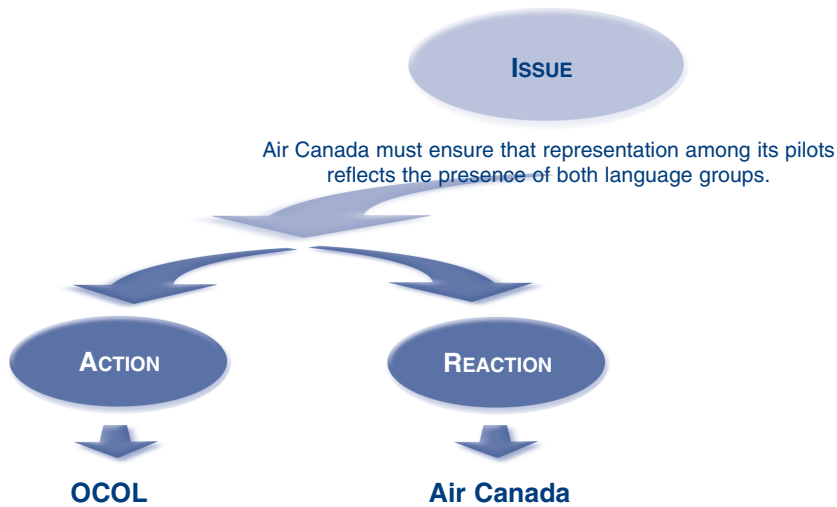 ISSUE
Air Canada must ensure that representation among its pilots
reflects the presence of both language groups.
ACTION
REACTION
OCOL
Air Canada